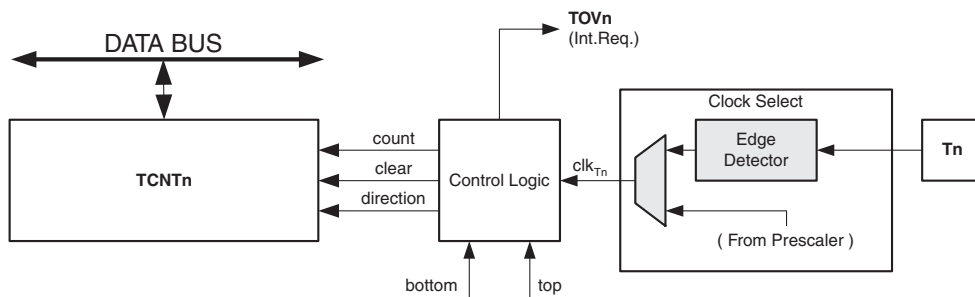 TOVn
(Int.Req.)
DATA BUS
Clock Select
count
Edge
Detector
Tn
TCNTn
clear
Control Logic
clkTn
direction
( From Prescaler )
bottom
top